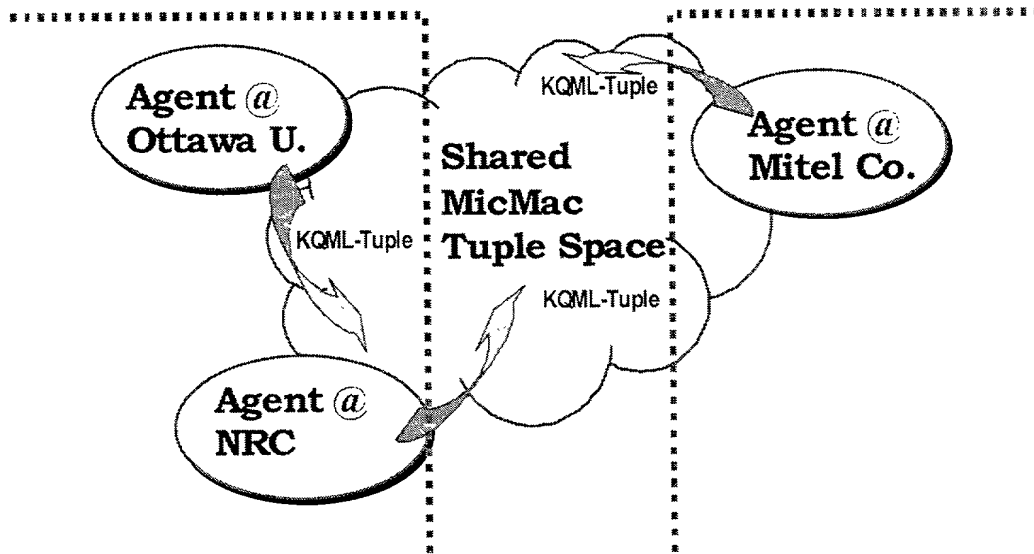 Agent @
Ottawa U.
KQML-Tuple
Agent @
Mitel Co.
Shared
MicMac
Tuple Space
KQML-Tuple
KQML-Tuple
Agent @
NRC